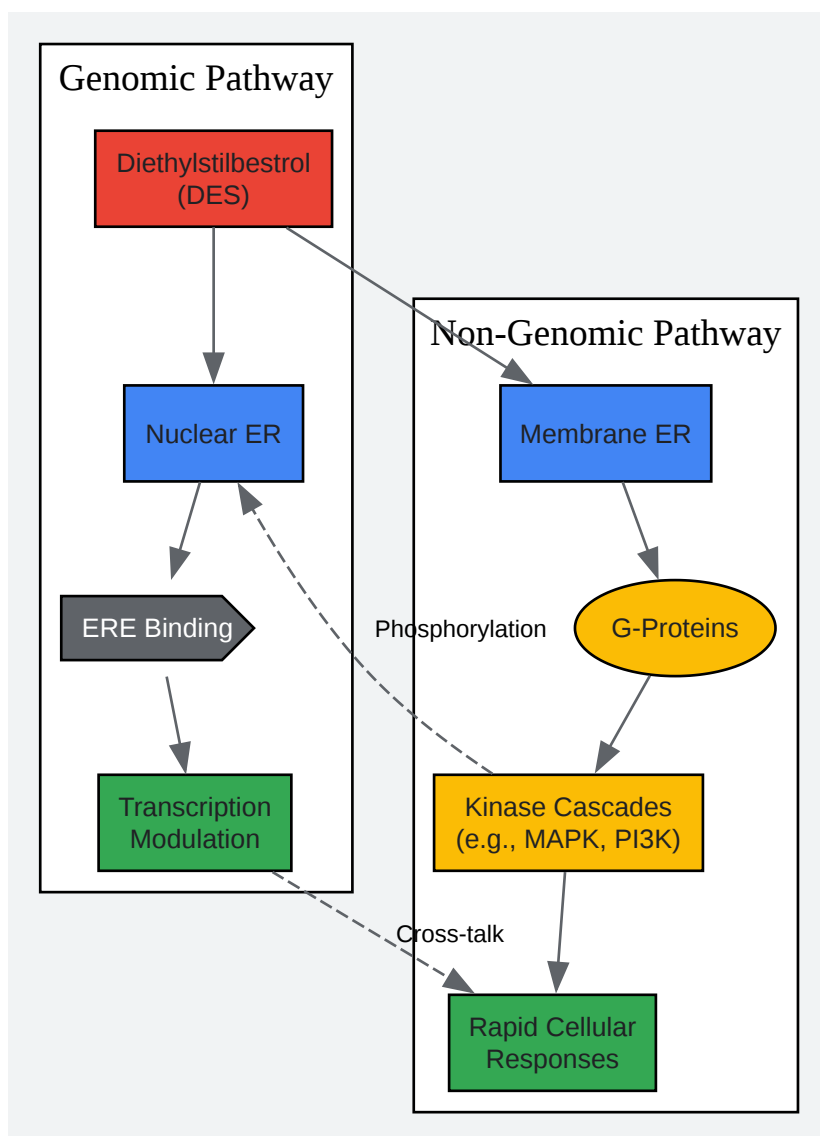 Genomic Pathway
Diethylstilbestrol
(DES)
Non-Genomic Pathway
Nuclear ER
Membrane ER
ERE Binding
Phosphorylation
G-Proteins
Transcription
Modulation
Kinase Cascades
(e.g., MAPK, PI3K)
Cross-talk
Rapid Cellular
Responses